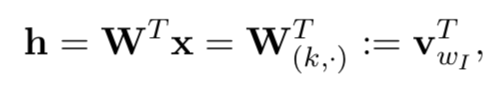 h = W^T x = W^T_{(k,·)} := v^T_{w_I},